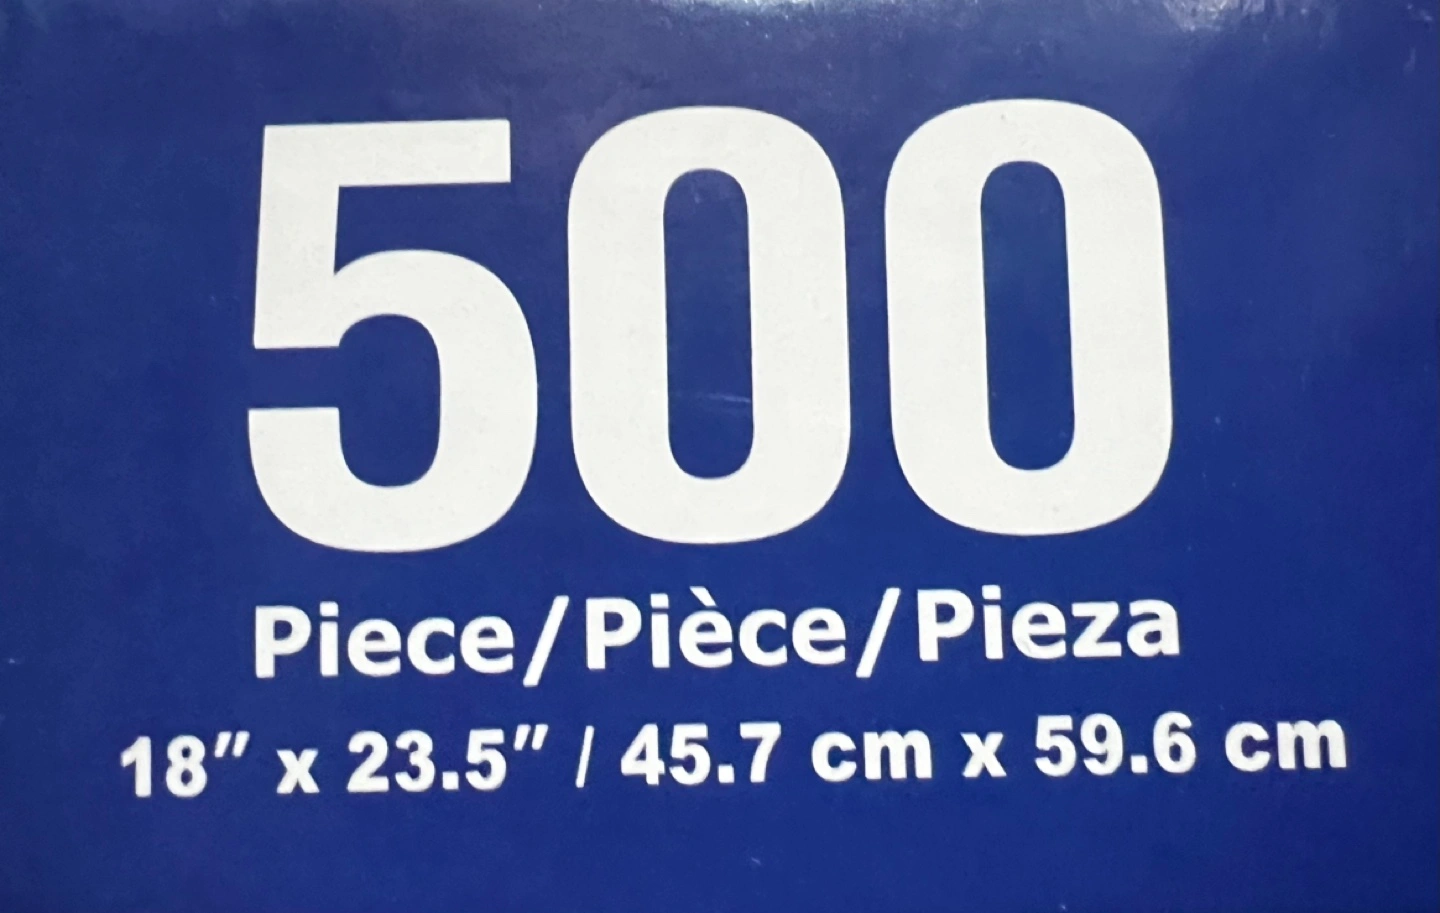 500
Piece/Pièce/Pieza
18" x 23.5" / 45.7 cm x 59.6 cm